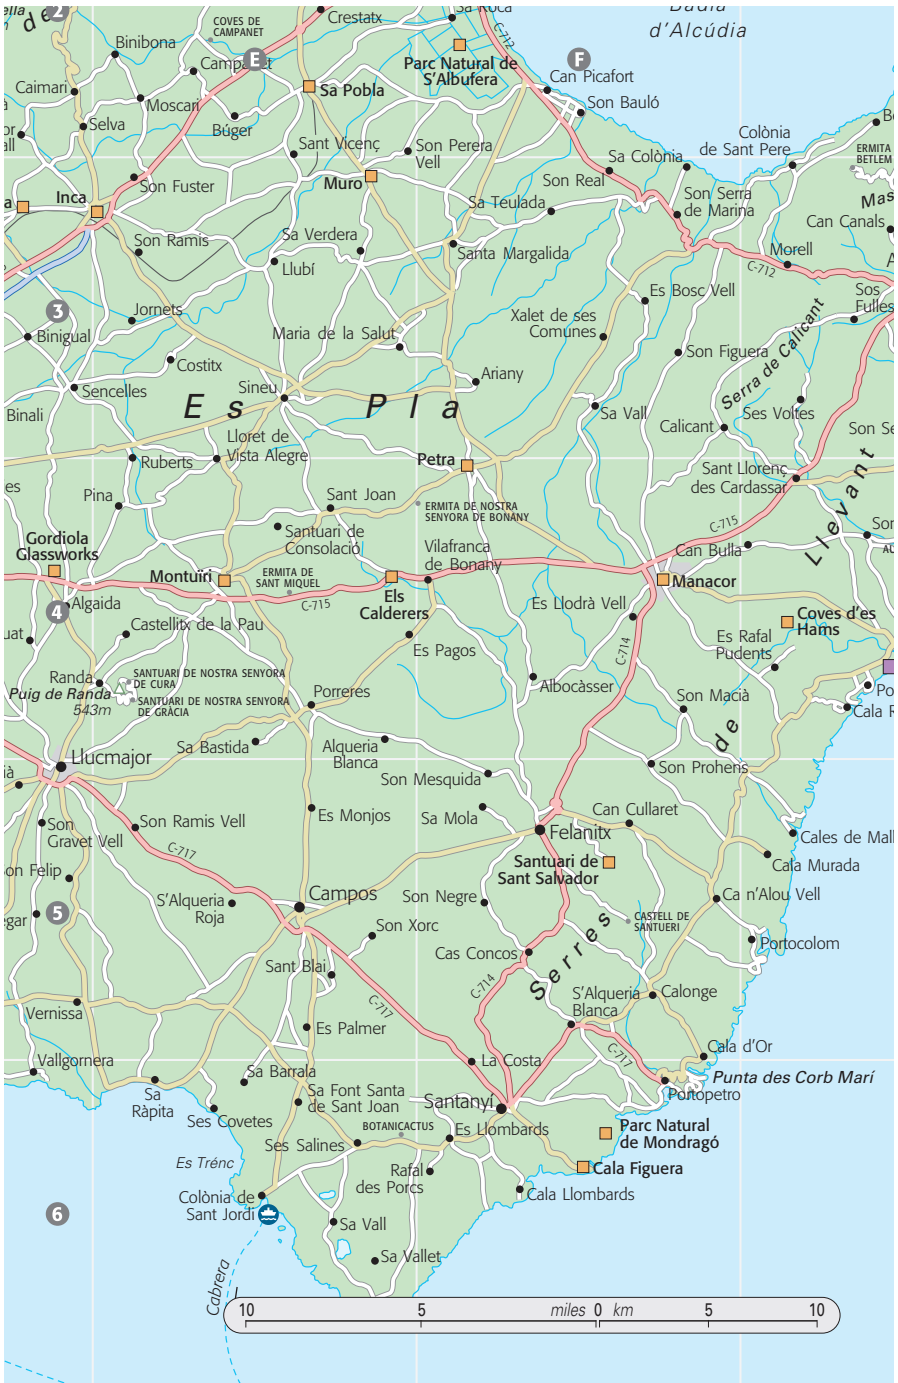 2
Crestatx
Sa Roca
Badia
d'Alcúdia
COVES DE
CAMPANET
C-712
Binibona
E
F
Campanet
Parc Natural de
S'Albufera
Can Picafort
Caimari
Sa Pobla
Moscari
Son Bauló
Selva
Búger
Colònia
de Sant Pere
ERMITA
BETLEM
Sant Vicenç
Son Perera
Vell
Sa Colònia
Son Real
Inca
Son Fuster
Muro
Son Serra
de Marina
Sa Teulada
Can Canals
Son Ramis
Sa Verdera
Santa Margalida
Morell
Llubí
C-712
Es Bosc Vell
Sos
Fulles
3
Jornets
Xalet de ses
Comunes
Binigual
Maria de la Salut
Son Figuera
Serra de Calicant
Costitx
Ariany
Sencelles
Sineu
Es Pla
Binali
Sa Vall
Ses Voltes
Calicant
Lloret de
Vista Alegre
Ruberts
Petra
Sant Llorenç
des Cardassar
Llevant
Pina
Sant Joan
ERMITA DE NOSTRA
SENYORA DE BONANY
Santuari de
Consolació
C-715
Gordiola
Glassworks
Vilafranca
de Bonany
Can Bulla
Montuïri
ERMITA DE
SANT MIQUEL
Manacor
C-715
Els
Calderers
Algaida
4
Es Llodrà Vell
Coves d'es
Hams
Castellitx de la Pau
C-714
Es Rafal
Pudents
Es Pagos
Randa
SANTUARI DE NOSTRA SENYORA
DE CURA
Albocàsser
Puig de Randa
543m
SANTUARI DE NOSTRA SENYORA
DE GRÀCIA
Porreres
Son Macià
Cala R
de
Sa Bastida
Alqueria
Blanca
Llucmajor
Son Prohens
Son Mesquida
Son
Gravet Vell
Son Ramis Vell
Es Monjos
Sa Mola
Can Cullaret
Felanitx
Cales de Mall
C-717
Santuari de
Sant Salvador
Cala Murada
Son Felip
S'Alqueria
Roja
Campos
Son Negre
Ca n'Alou Vell
5
Son Xorc
CASTELL DE
SANTUERI
Portocolom
Serres
Cas Concos
Sant Blai
C-714
S'Alqueria
Blanca
Calonge
C-717
Vernissa
Es Palmer
Cala d'Or
C-717
Vallgornera
La Costa
Sa Barrala
Punta des Corb Marí
Sa
Ràpita
Sa Font Santa
de Sant Joan
Santanyí
Portopetro
Ses Covetes
BOTANICACTUS
Es Llombards
Parc Natural
de Mondragó
Ses Salines
Es Trénc
Cala Figuera
Rafal
des Porcs
Colònia de
Sant Jordi
Cala Llombards
6
Sa Vall
Sa Vallet
Cabrera
10 5 miles 0 km 5 10